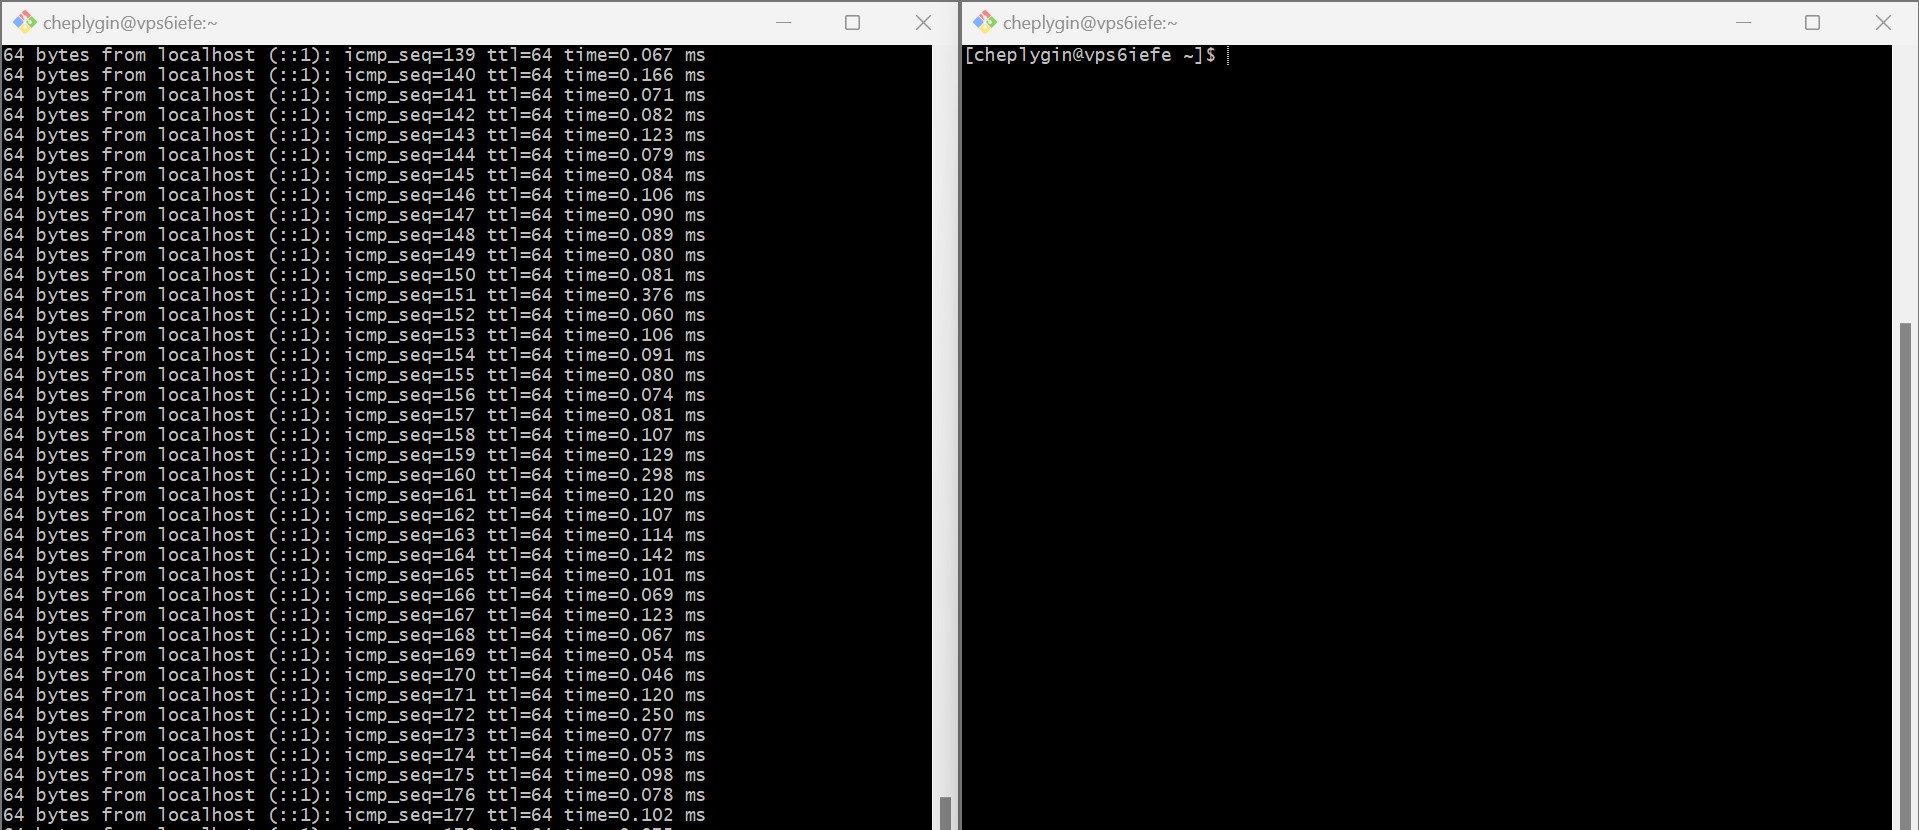 cheplygin@vps6iefe:~
64 bytes from localhost (::1): icmp_seq=139 ttl=64 time=0.067 ms
64 bytes from localhost (::1): icmp_seq=140 ttl=64 time=0.166 ms
64 bytes from localhost (::1): icmp_seq=141 ttl=64 time=0.071 ms
64 bytes from localhost (::1): icmp_seq=142 ttl=64 time=0.082 ms
64 bytes from localhost (::1): icmp_seq=143 ttl=64 time=0.123 ms
64 bytes from localhost (::1): icmp_seq=144 ttl=64 time=0.079 ms
64 bytes from localhost (::1): icmp_seq=145 ttl=64 time=0.084 ms
64 bytes from localhost (::1): icmp_seq=146 ttl=64 time=0.106 ms
64 bytes from localhost (::1): icmp_seq=147 ttl=64 time=0.090 ms
64 bytes from localhost (::1): icmp_seq=148 ttl=64 time=0.089 ms
64 bytes from localhost (::1): icmp_seq=149 ttl=64 time=0.080 ms
64 bytes from localhost (::1): icmp_seq=150 ttl=64 time=0.081 ms
64 bytes from localhost (::1): icmp_seq=151 ttl=64 time=0.376 ms
64 bytes from localhost (::1): icmp_seq=152 ttl=64 time=0.060 ms
64 bytes from localhost (::1): icmp_seq=153 ttl=64 time=0.106 ms
64 bytes from localhost (::1): icmp_seq=154 ttl=64 time=0.091 ms
64 bytes from localhost (::1): icmp_seq=155 ttl=64 time=0.080 ms
64 bytes from localhost (::1): icmp_seq=156 ttl=64 time=0.074 ms
64 bytes from localhost (::1): icmp_seq=157 ttl=64 time=0.081 ms
64 bytes from localhost (::1): icmp_seq=158 ttl=64 time=0.107 ms
64 bytes from localhost (::1): icmp_seq=159 ttl=64 time=0.129 ms
64 bytes from localhost (::1): icmp_seq=160 ttl=64 time=0.298 ms
64 bytes from localhost (::1): icmp_seq=161 ttl=64 time=0.120 ms
64 bytes from localhost (::1): icmp_seq=162 ttl=64 time=0.107 ms
64 bytes from localhost (::1): icmp_seq=163 ttl=64 time=0.114 ms
64 bytes from localhost (::1): icmp_seq=164 ttl=64 time=0.142 ms
64 bytes from localhost (::1): icmp_seq=165 ttl=64 time=0.101 ms
64 bytes from localhost (::1): icmp_seq=166 ttl=64 time=0.069 ms
64 bytes from localhost (::1): icmp_seq=167 ttl=64 time=0.123 ms
64 bytes from localhost (::1): icmp_seq=168 ttl=64 time=0.067 ms
64 bytes from localhost (::1): icmp_seq=169 ttl=64 time=0.054 ms
64 bytes from localhost (::1): icmp_seq=170 ttl=64 time=0.046 ms
64 bytes from localhost (::1): icmp_seq=171 ttl=64 time=0.120 ms
64 bytes from localhost (::1): icmp_seq=172 ttl=64 time=0.250 ms
64 bytes from localhost (::1): icmp_seq=173 ttl=64 time=0.077 ms
64 bytes from localhost (::1): icmp_seq=174 ttl=64 time=0.053 ms
64 bytes from localhost (::1): icmp_seq=175 ttl=64 time=0.098 ms
64 bytes from localhost (::1): icmp_seq=176 ttl=64 time=0.078 ms
64 bytes from localhost (::1): icmp_seq=177 ttl=64 time=0.102 ms
cheplygin@vps6iefe:~
[cheplygin@vps6iefe ~]$